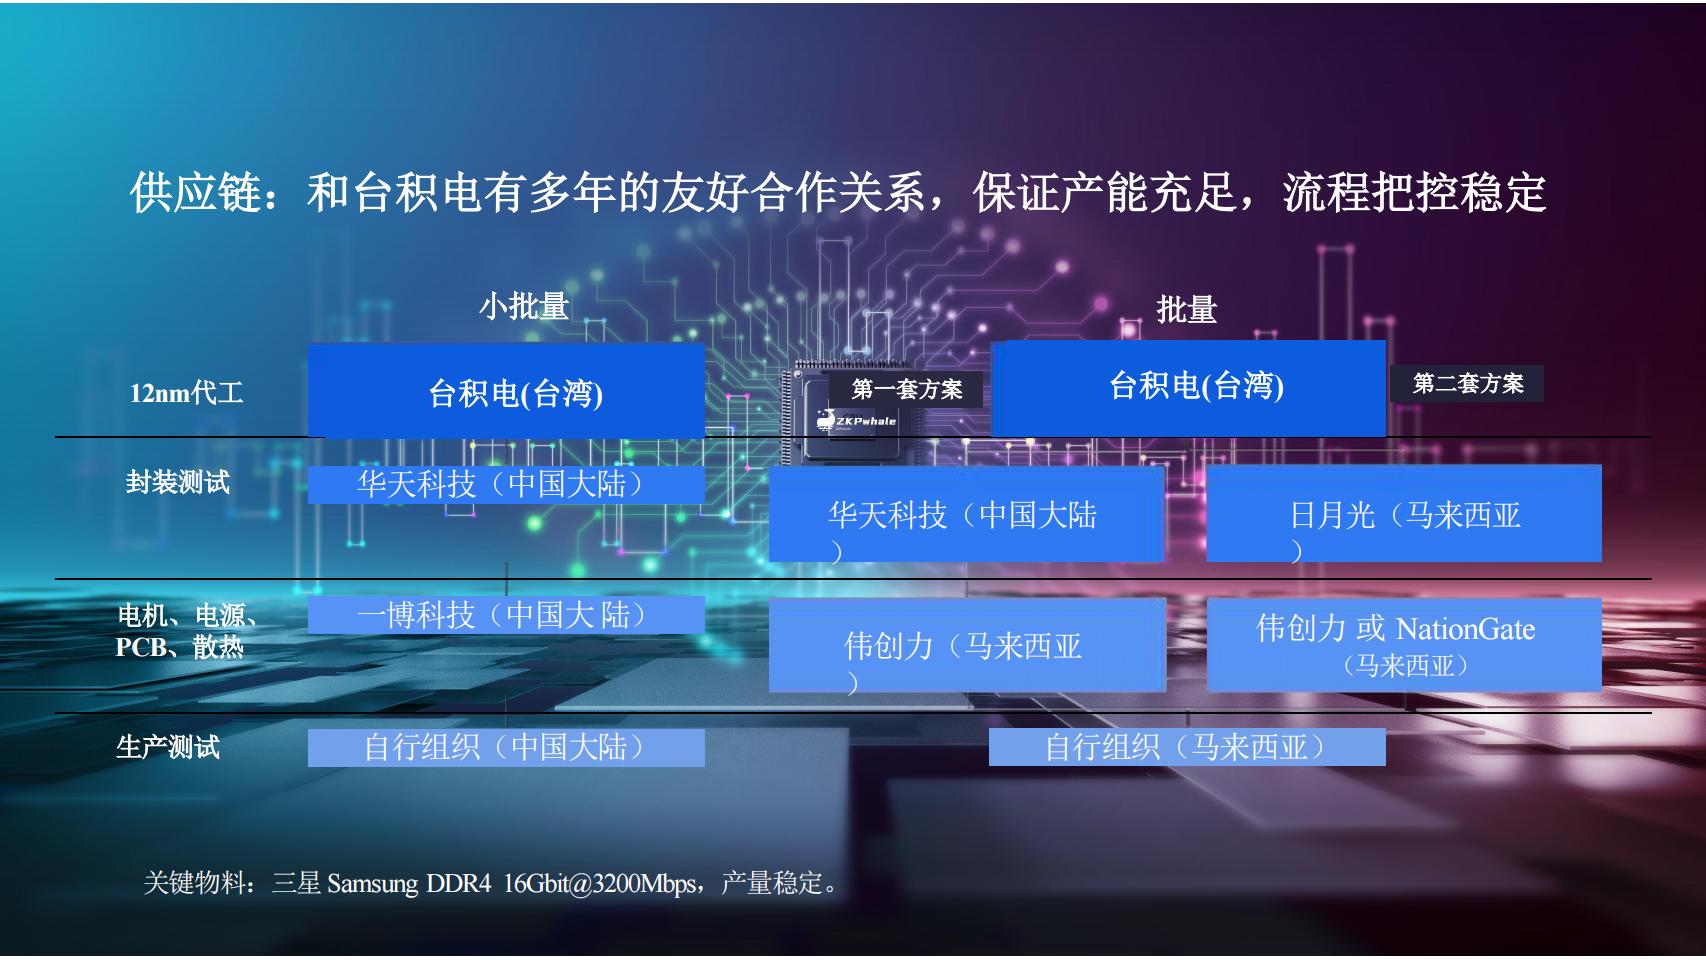 供应链：和台积电有多年的友好合作关系，保证产能充足，流程把控稳定
小批量
批量
12nm代工
台积电(台湾)
第一套方案
台积电(台湾)
第二套方案
ZKPwhale
封装测试
华天科技（中国大陆）
华天科技（中国大陆
）
日月光（马来西亚
）
电机、电源、
PCB、散热
一博科技（中国大 陆）
伟创力（马来西亚
）
伟创力 或 NationGate
（马来西亚）
生产测试
自行组织（中国大陆）
自行组织（马来西亚）
关键物料：三星 Samsung DDR4 16Gbit@3200Mbps，产量稳定。